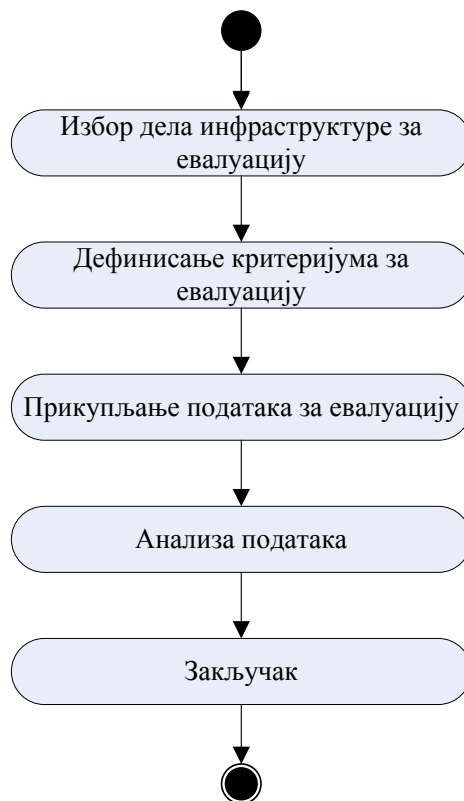 Избор дела инфраструктуре за
евалуацију
Дефинисање критеријума за
евалуацију
Прикупљање података за евалуацију
Анализа података
Закључак